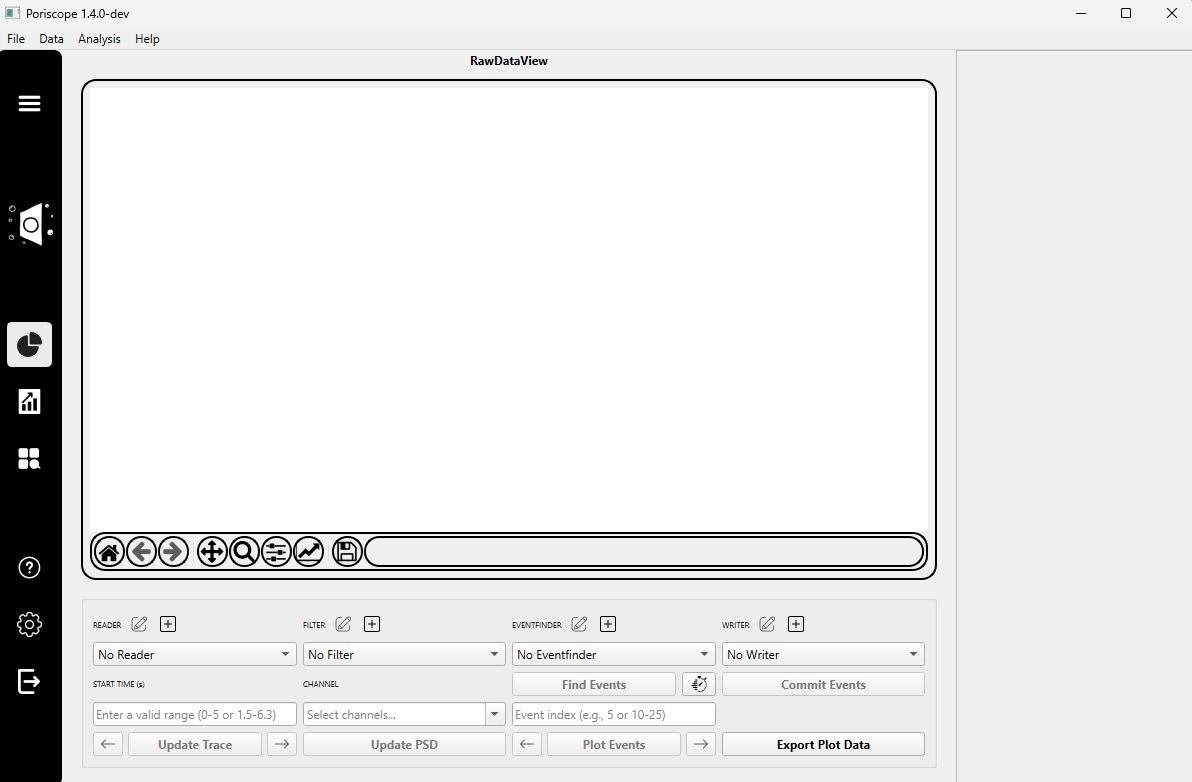 Poriscope 1.4.0-dev
File Data Analysis Help
RawDataView
READER FILTER EVENTFINDER WRITER
No Reader No Filter No Eventfinder No Writer
START TIME (s) CHANNEL Find Events Commit Events
Enter a valid range (0-5 or 1.5-6.3) Select channels... Event index (e.g., 5 or 10-25)
Update Trace Update PSD Plot Events Export Plot Data